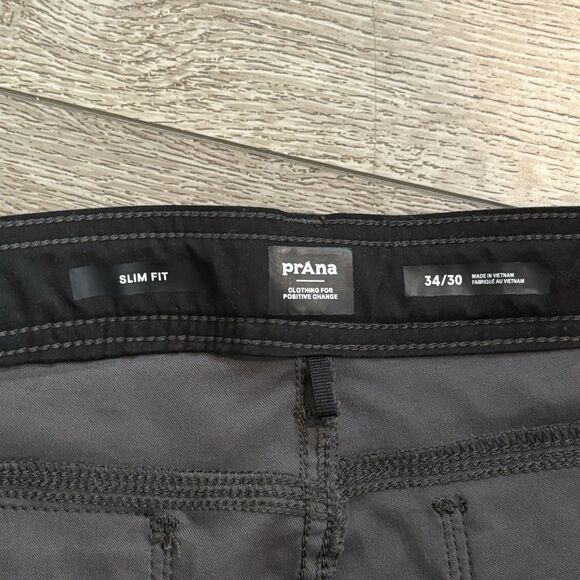 SLIM FIT
prAna
CLOTHING FOR
POSITIVE CHANGE
34/30
MADE IN VIETNAM
FABRIQUÉ AU VIETNAM